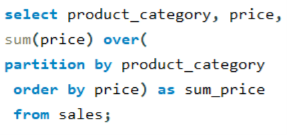 select product_category, price,
sum(price) over(
partition by product_category
order by price) as sum_price
from sales;